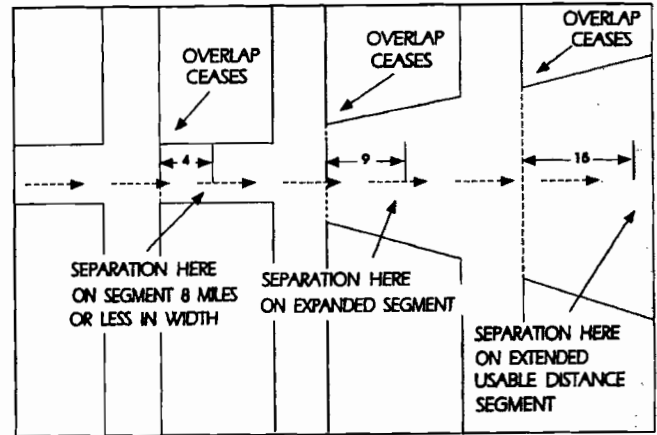 OVERLAP
CEASES
OVERLAP
CEASES
OVERLAP
CEASES
4
9
15
SEPARATION HERE
ON SEGMENT 8 MILES
OR LESS IN WIDTH
SEPARATION HERE
ON EXPANDED SEGMENT
SEPARATION HERE
ON EXTENDED
USABLE DISTANCE
SEGMENT